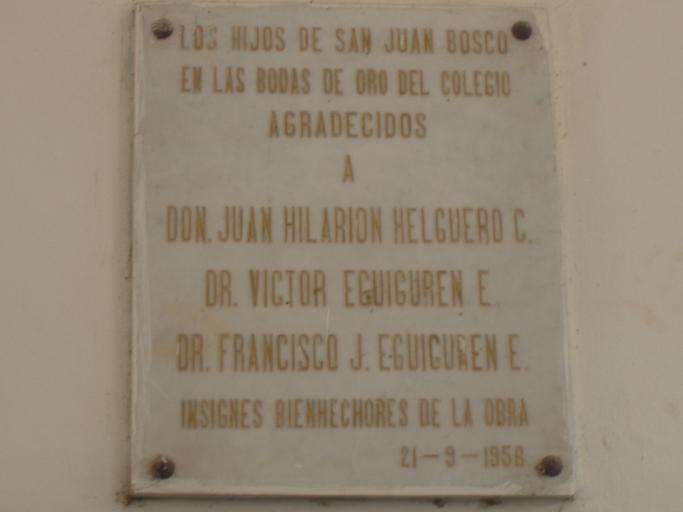 LOS HIJOS DE SAN JUAN BOSCO
EN LAS BODAS DE ORO DEL COLEGIO
AGRADECIDOS
A
DON. JUAN HILARION HELGUERO C.
DR. VICTOR EGUIGUREN E.
DR. FRANCISCO J. EGUIGUREN E.
INSIGNES BIENHECHORES DE LA OBRA
21-9-1956